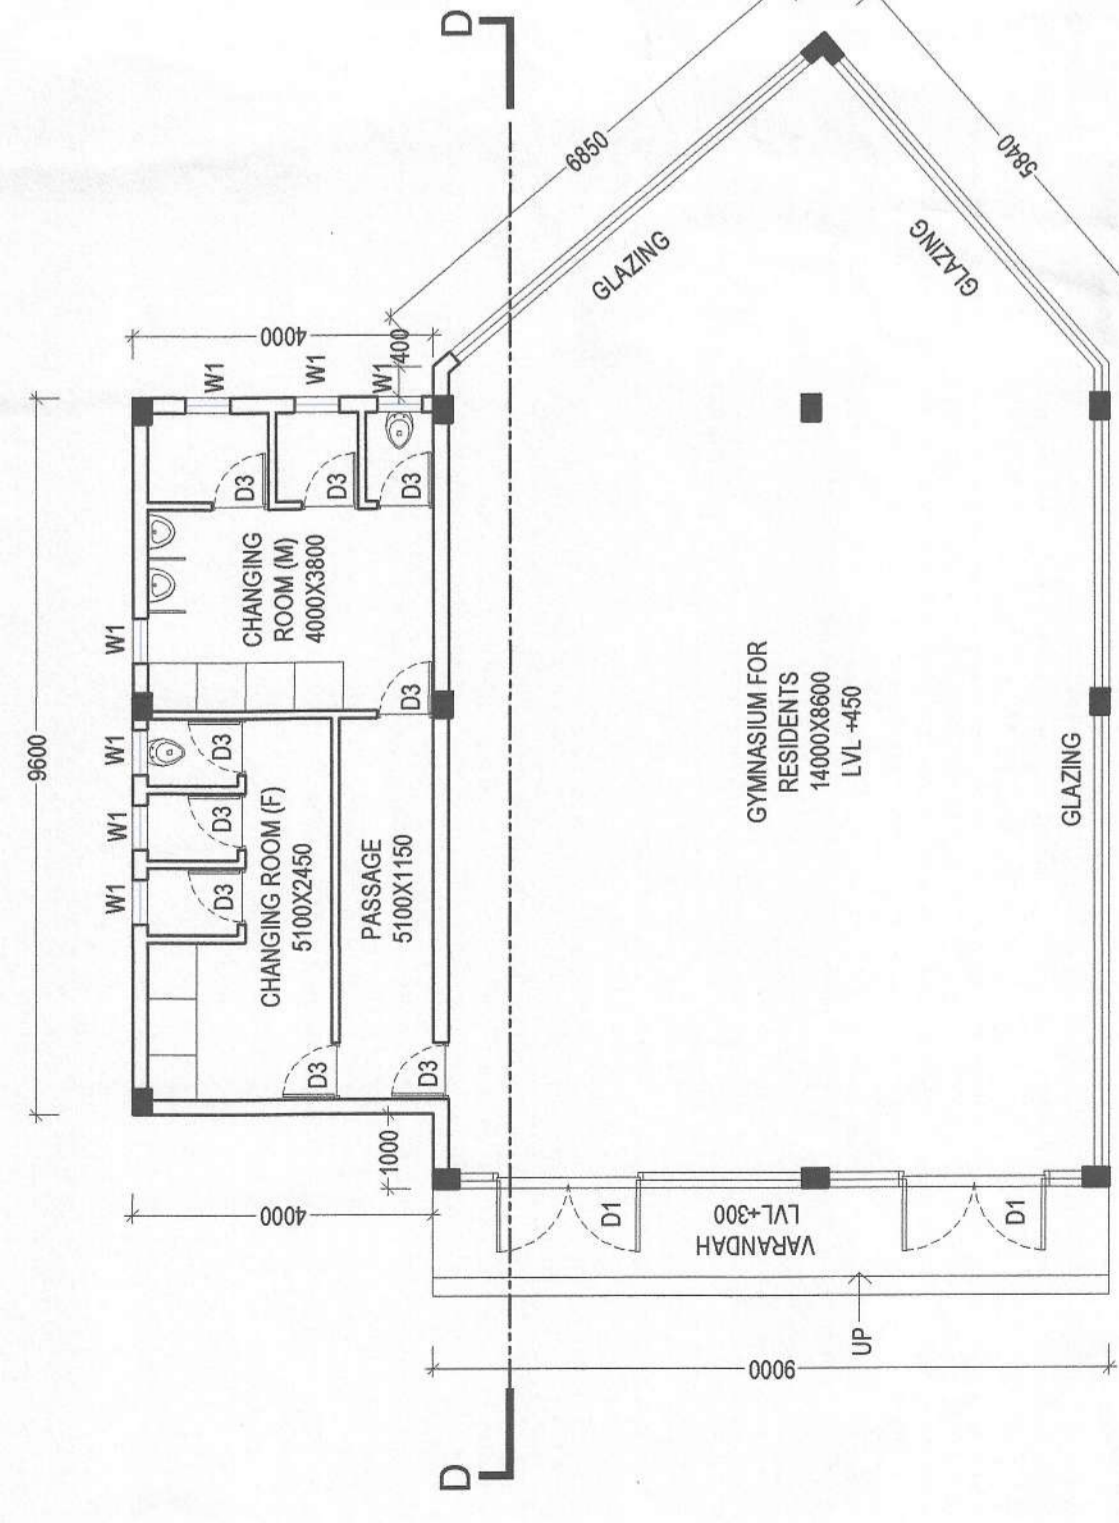 D
6850
5840
GLAZING
GLAZING
4000
400
W1
W1
W1
D3
D3
D3
CHANGING
ROOM (M)
4000X3800
D3
9600
W1
W1
W1
W1
D3
D3
D3
CHANGING ROOM (F)
5100X2450
PASSAGE
5100X1150
D3
D3
GYMNASIUM FOR
RESIDENTS
14000X8600
LVL +450
GLAZING
1000
4000
D1
VARANDAH
LVL+300
D1
UP
9000
D